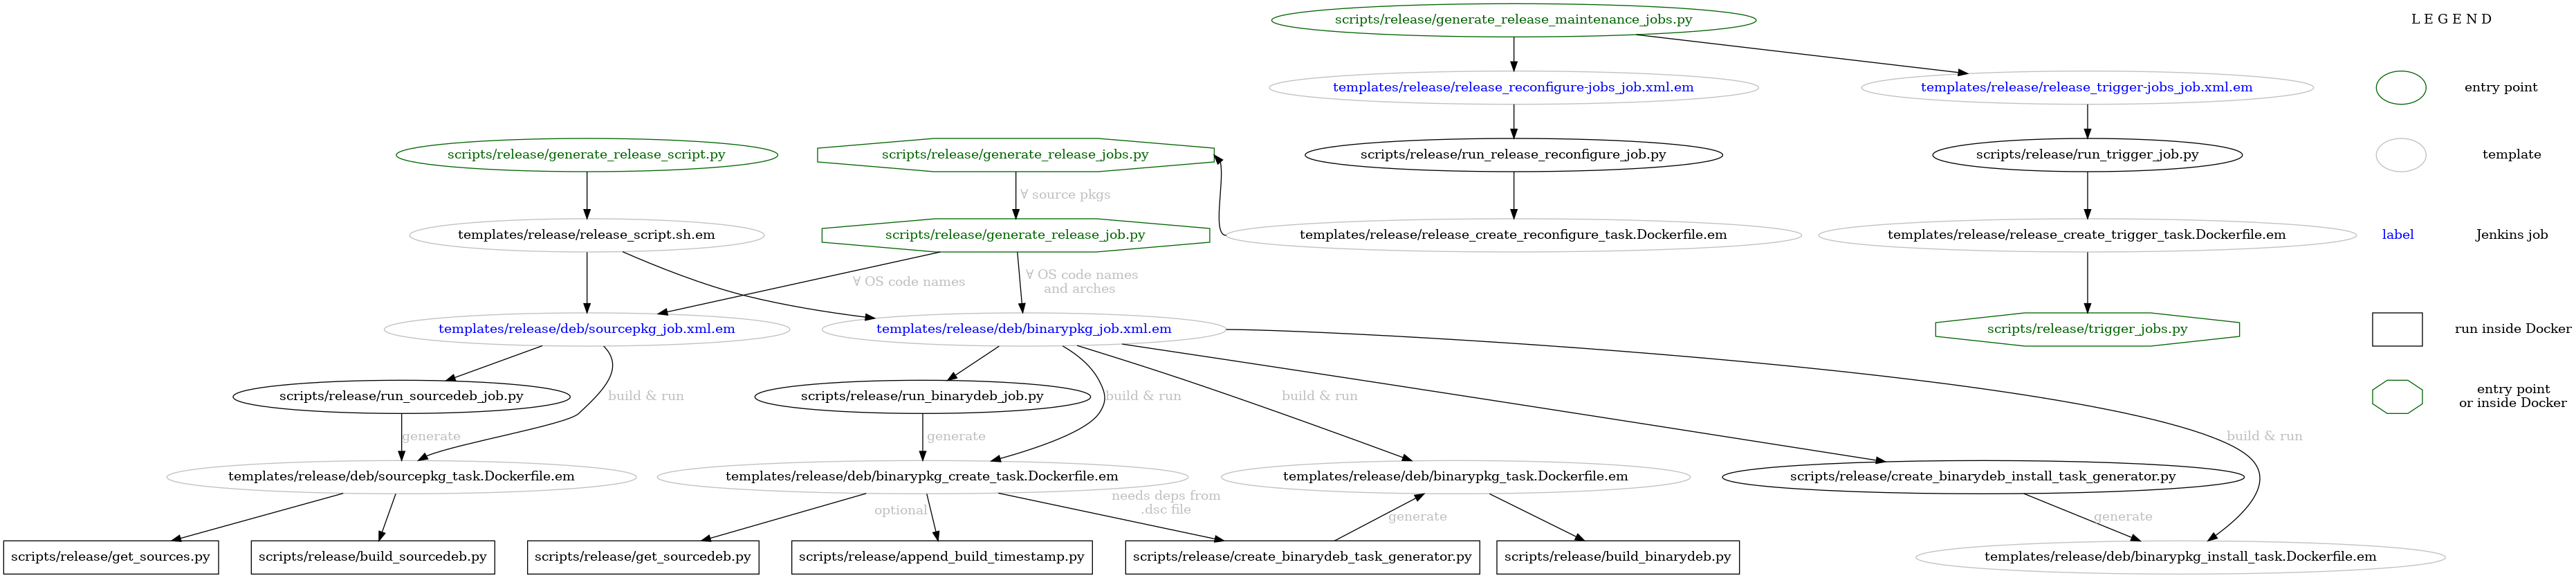 scripts/release/generate_release_maintenance_jobs.py
L E G E N D
templates/release/release_reconfigure-jobs_job.xml.em
templates/release/release_trigger-jobs_job.xml.em
entry point
scripts/release/generate_release_script.py
scripts/release/generate_release_jobs.py
scripts/release/run_release_reconfigure_job.py
scripts/release/run_trigger_job.py
template
∀ source pkgs
templates/release/release_script.sh.em
scripts/release/generate_release_job.py
templates/release/release_create_reconfigure_task.Dockerfile.em
templates/release/release_create_trigger_task.Dockerfile.em
label
Jenkins job
∀ OS code names
∀ OS code names
and arches
templates/release/deb/sourcepkg_job.xml.em
templates/release/deb/binarypkg_job.xml.em
scripts/release/trigger_jobs.py
run inside Docker
scripts/release/run_sourcedeb_job.py
build & run
scripts/release/run_binarydeb_job.py
build & run
build & run
entry point
or inside Docker
generate
generate
build & run
templates/release/deb/sourcepkg_task.Dockerfile.em
templates/release/deb/binarypkg_create_task.Dockerfile.em
templates/release/deb/binarypkg_task.Dockerfile.em
scripts/release/create_binarydeb_install_task_generator.py
optional
needs deps from
.dsc file
generate
generate
scripts/release/get_sources.py
scripts/release/build_sourcedeb.py
scripts/release/get_sourcedeb.py
scripts/release/append_build_timestamp.py
scripts/release/create_binarydeb_task_generator.py
scripts/release/build_binarydeb.py
templates/release/deb/binarypkg_install_task.Dockerfile.em